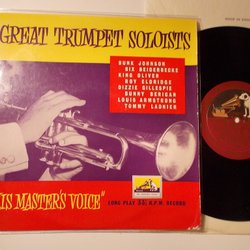 GREAT TRUMPET SOLOISTS
BUNK JOHNSON
BIX BEIDERBECKE
KING OLIVER
ROY ELDRIDGE
DIZZIE GILLESPIE
BUNNY BERIGAN
LOUIS ARMSTRONG
TOMMY LADNIER
IS MASTER'S VOICE"
LONG PLAY 33⅓ R.P.M. RECORD